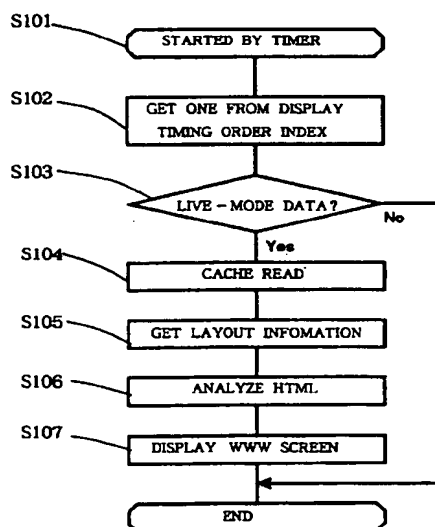 S101
STARTED BY TIMER
S102
GET ONE FROM DISPLAY
TIMING ORDER INDEX
S103
LIVE-MODE DATA?
No
Yes
S104
CACHE READ
S105
GET LAYOUT INFOMATION
S106
ANALYZE HTML
S107
DISPLAY WWW SCREEN
END